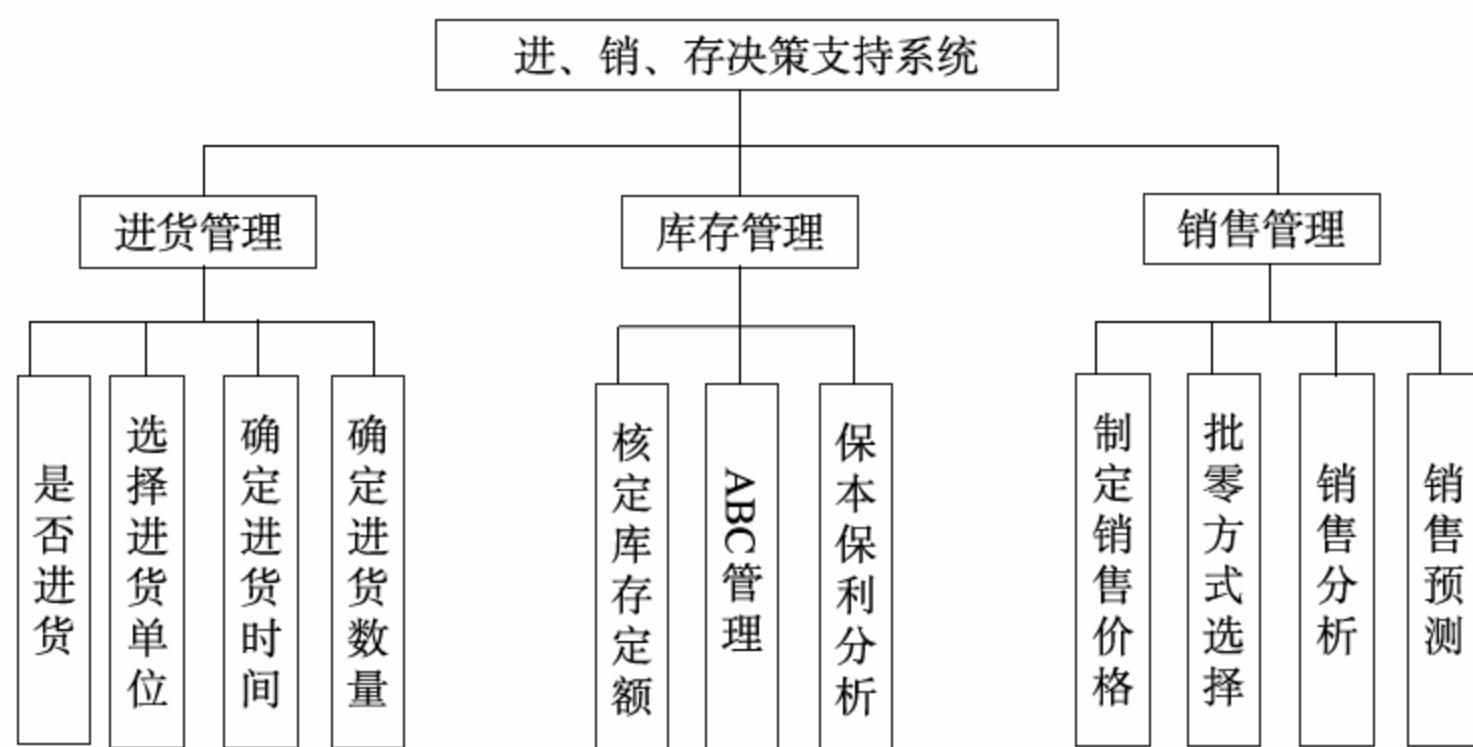 进、销、存决策支持系统
进货管理
库存管理
销售管理
是否进货
选择进货单位
确定进货时间
确定进货数量
核定库存定额
ABC管理
保本保利分析
制定销售价格
批零方式选择
销售分析
销售预测